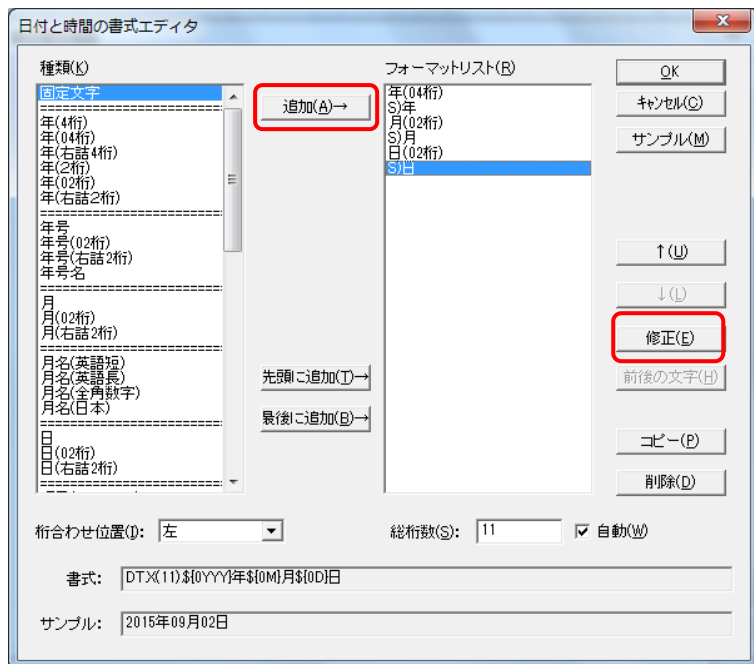 日付と時間の書式エディタ
種類(K)
固定文字
==========================
年(4桁)
年(04桁)
年(右詰4桁)
年(2桁)
年(02桁)
年(右詰2桁)
==========================
年号
年号(02桁)
年号(右詰2桁)
年号名
==========================
月
月(02桁)
月(右詰2桁)
==========================
月名(英語短)
月名(英語長)
月名(全角数字)
月名(日本)
==========================
日
日(02桁)
日(右詰2桁)
==========================
追加(A)→
先頭に追加(T)→
最後に追加(B)→
フォーマットリスト(R)
年(04桁)
S)年
月(02桁)
S)月
日(02桁)
S)日
OK
キャンセル(C)
サンプル(M)
↑(U)
↓(L)
修正(E)
前後の文字(H)
コピー(P)
削除(D)
桁合わせ位置(I): 左
総桁数(S): 11
自動(W)
書式: DTX(11).${0YYY}年${0M}月${0D}日
サンプル: 2015年09月02日